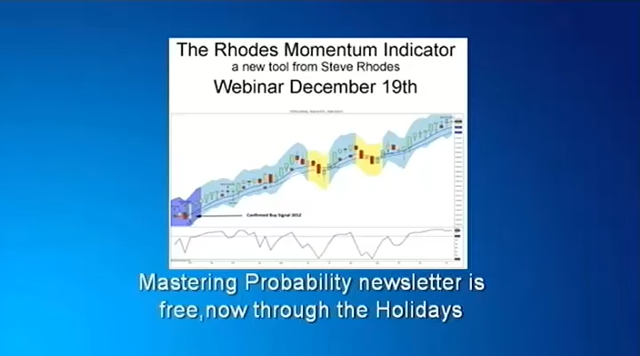 The Rhodes Momentum Indicator
a new tool from Steve Rhodes
Webinar December 19th
Confirmed Buy Signal 2012
Mastering Probability newsletter is
free,now through the Holidays